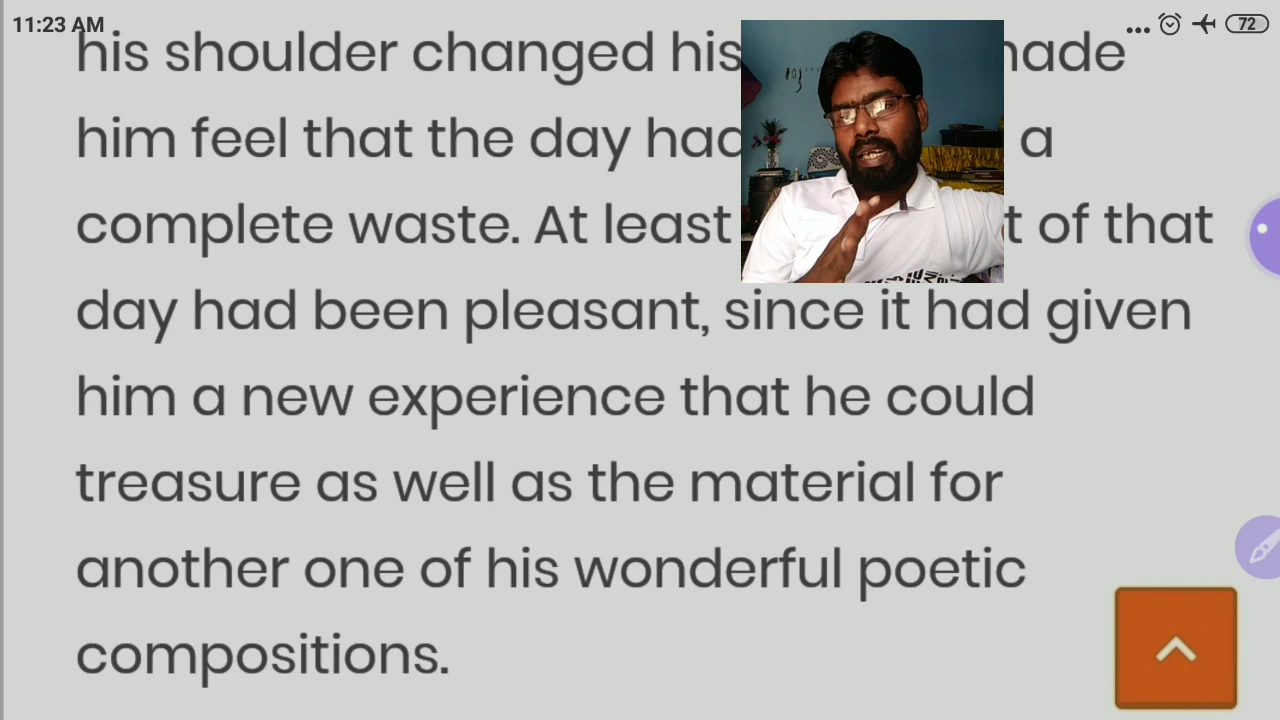 11:23 AM
72
his shoulder changed his
him feel that the day had a
complete waste. At least of that
day had been pleasant, since it had given
him a new experience that he could
treasure as well as the material for
another one of his wonderful poetic
compositions.